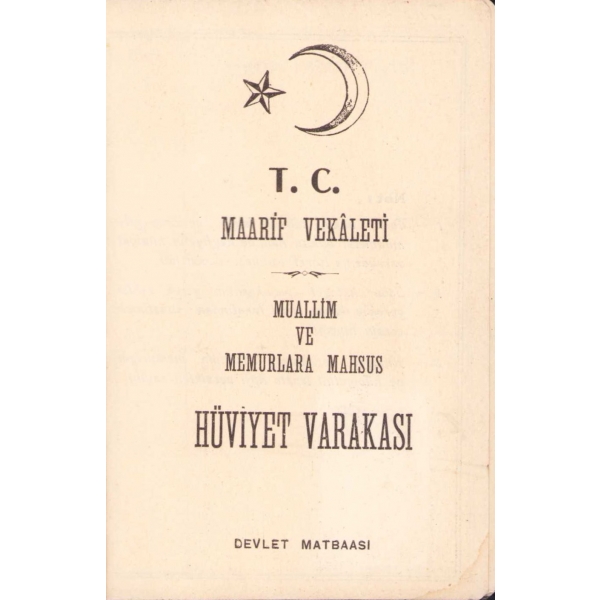 T. C.
MAARİF VEKÂLETİ
MUALLİM
VE
MEMURLARA MAHSUS
HÜVİYET VARAKASI
DEVLET MATBAASI